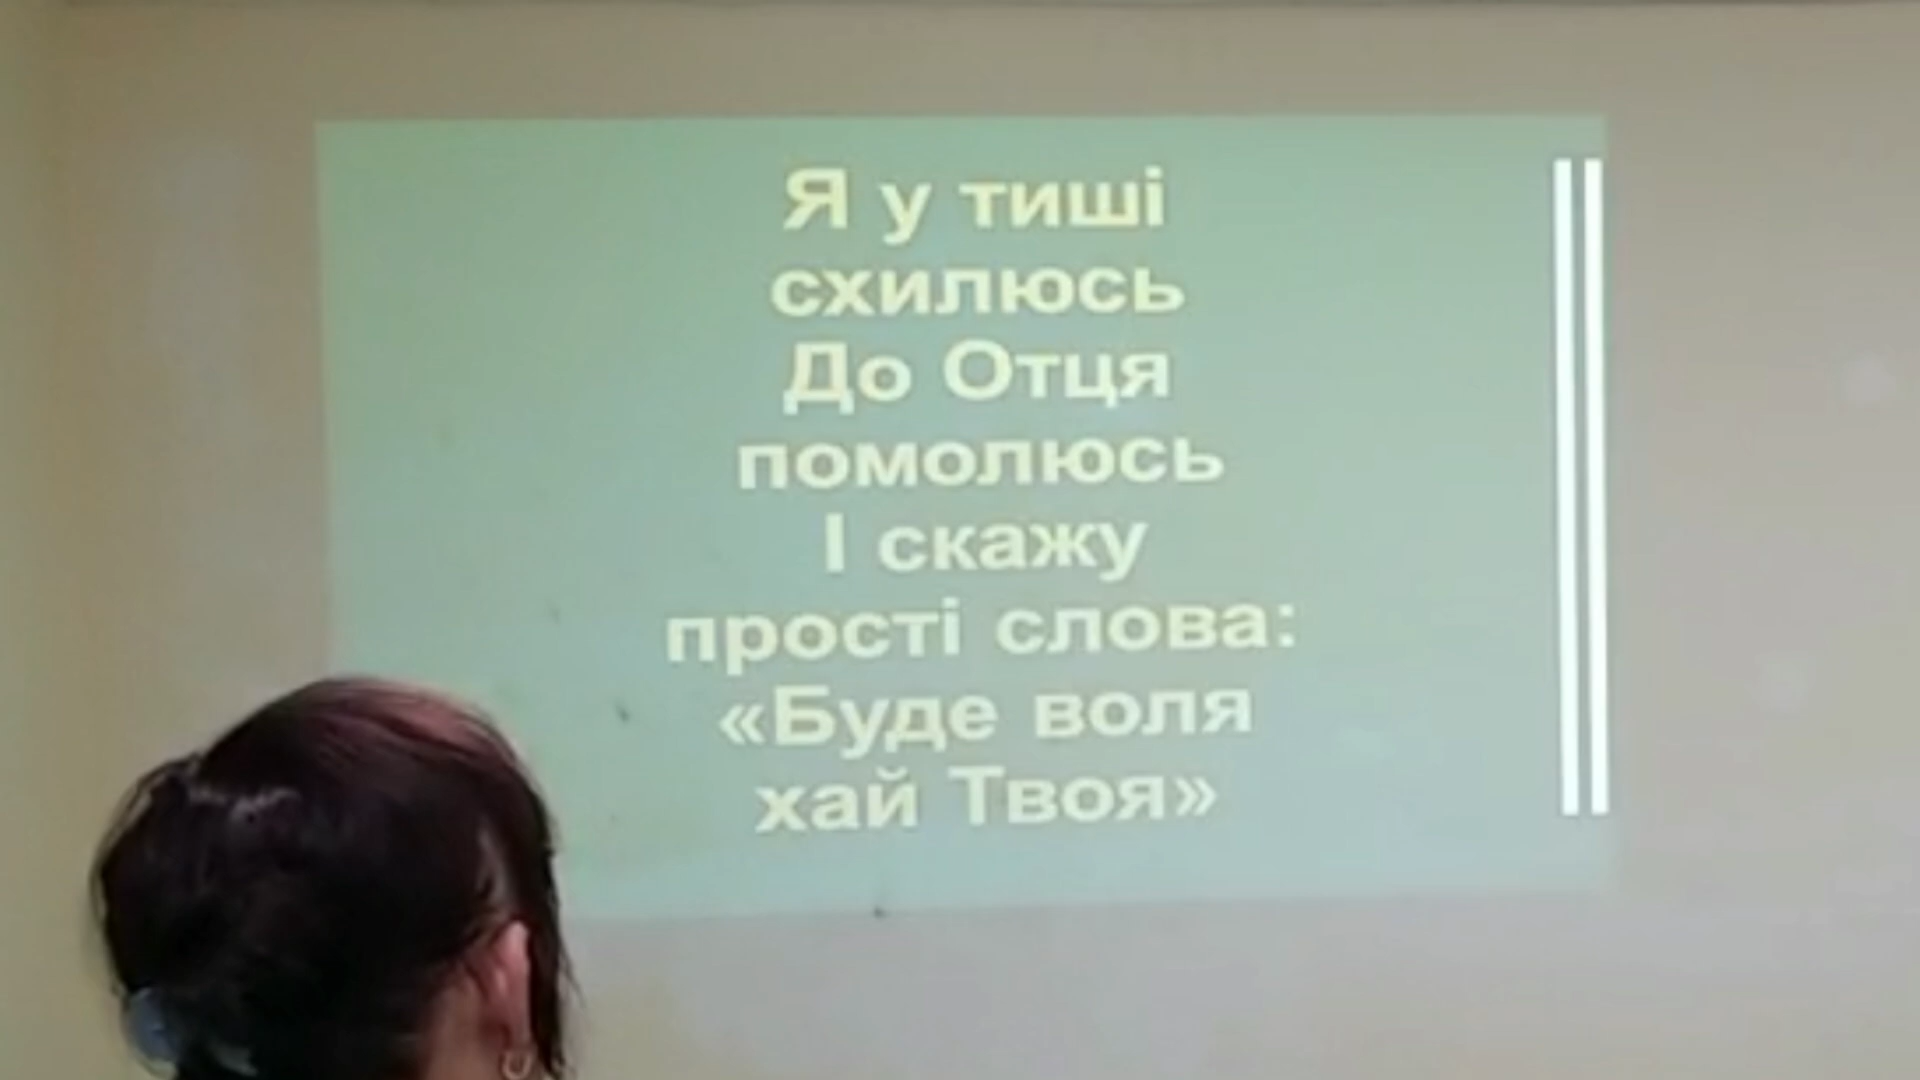 Я у тиші
схилюсь
До Отця
помолюсь
І скажу
прості слова:
«Буде воля
хай Твоя»